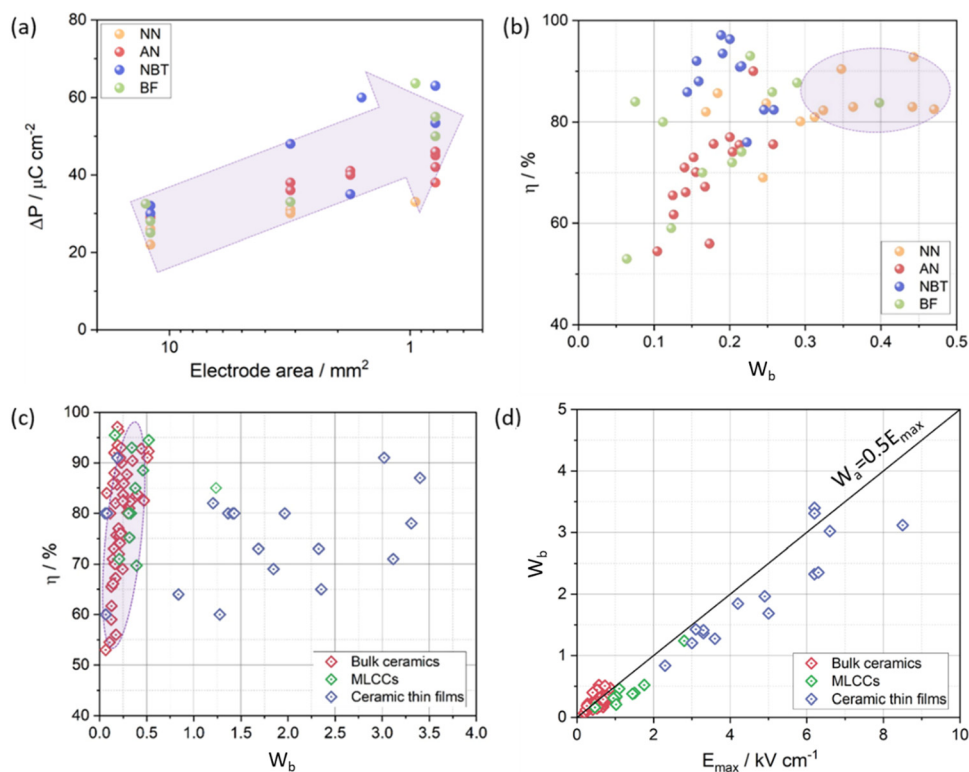 (a)
80
60
40
20
0
ΔP / μC cm⁻²
NN
AN
NBT
BF
10
1
Electrode area / mm²
(b)
100
80
60
40
η / %
NN
AN
NBT
BF
0.0
0.1
0.2
0.3
0.4
0.5
W_b
(c)
100
90
80
70
60
50
40
η / %
Bulk ceramics
MLCCs
Ceramic thin films
0.0
0.5
1.0
1.5
2.0
2.5
3.0
3.5
4.0
W_b
(d)
5
4
3
2
1
0
W_b
W_a=0.5E_max
Bulk ceramics
MLCCs
Ceramic thin films
0
2
4
6
8
10
E_max / kV cm⁻¹